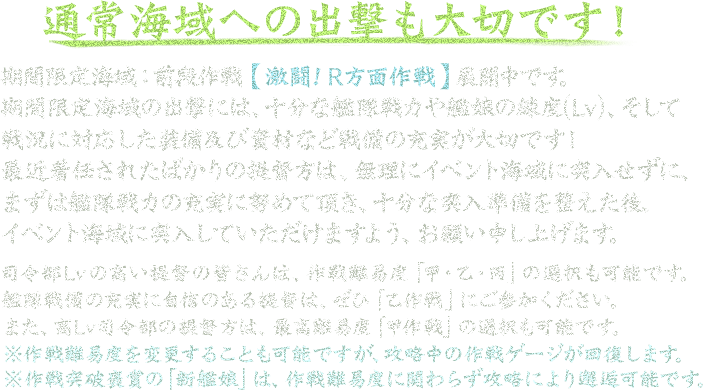 通常海域への出撃も大切です!
期間限定海域：前段作戦【激闘！R方面作戦】展開中です。
期間限定海域の出撃には、十分な艦隊戦力や艦娘の練度(Lv)、そして
戦況に対応した装備及び資材など戦備の充実が大切です!
最近着任されたばかりの提督方は、無理にイベント海域に突入せずに、
まずは艦隊戦力の充実に努めて頂き、十分な突入準備を整えた後、
イベント海域に突入していただけますよう、お願い申し上げます。
司令部Lvの高い提督の皆さんは、作戦難易度「甲・乙・丙」の選択も可能です。
艦隊戦備の充実に自信のある提督は、ぜひ「乙作戦」にご参加ください。
また、高Lv司令部の提督方は、最高難易度「甲作戦」の選択も可能です。
※作戦難易度を変更することも可能ですが、攻略中の作戦ゲージが回復します。
※作戦突破褒賞の「新艦娘」は、作戦難易度に関わらず攻略により邂逅可能です。